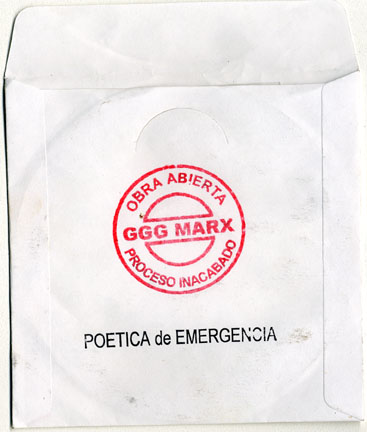 OBRA ABIERTA
GGG MARX
PROCESO INACABADO
POETICA de EMERGENCIA